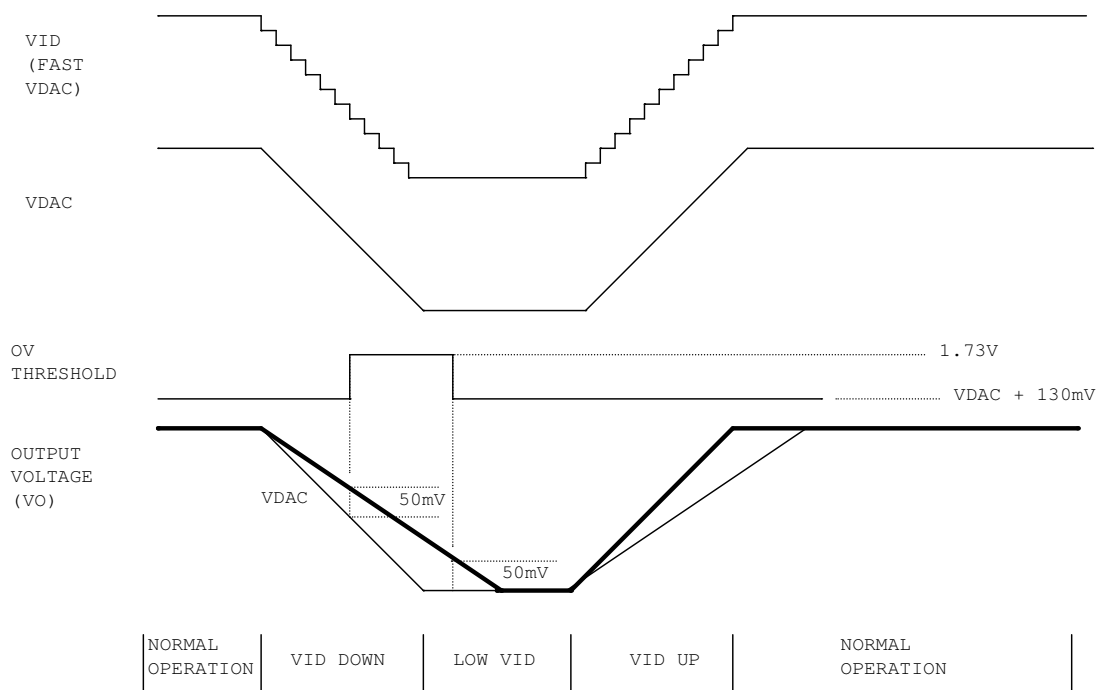 VID
(FAST
VDAC)
VDAC
OV
THRESHOLD
1.73V
VDAC + 130mV
OUTPUT
VOLTAGE
(VO)
VDAC
50mV
50mV
NORMAL
OPERATION
VID DOWN
LOW VID
VID UP
NORMAL
OPERATION